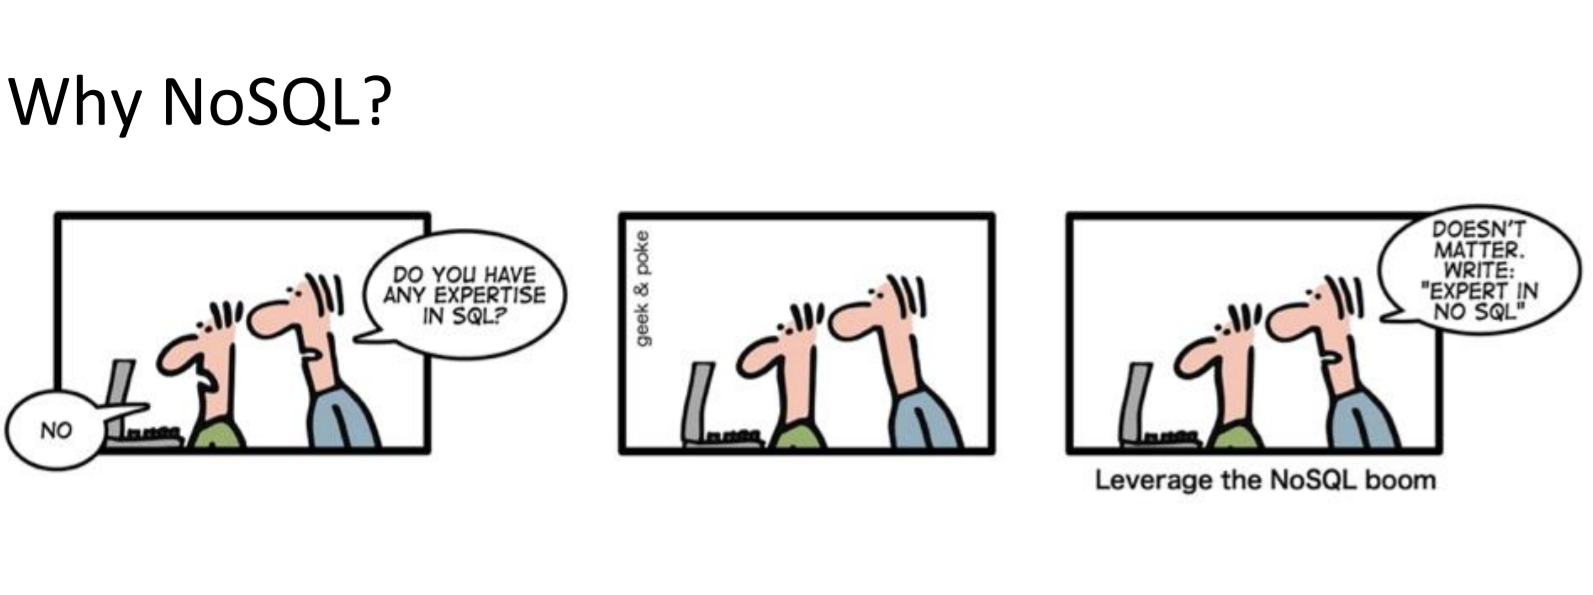 Why NoSQL?
DO YOU HAVE
ANY EXPERTISE
IN SQL?
NO
geek & poke
DOESN'T
MATTER.
WRITE:
"EXPERT IN
NO SQL"
Leverage the NoSQL boom